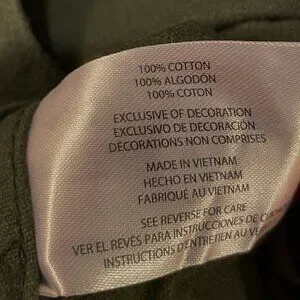 100% COTTON
100% ALGODÓN
100% COTON
EXCLUSIVE OF DECORATION
EXCLUSIVO DE DECORACIÓN
DÉCORATIONS NON COMPRISES
MADE IN VIETNAM
HECHO EN VIETNAM
FABRIQUÉ AU VIETNAM
SEE REVERSE FOR CARE
VER EL REVÉS PARA INSTRUCCIONES DE
INSTRUCTIONS D'ENTRETIEN AU